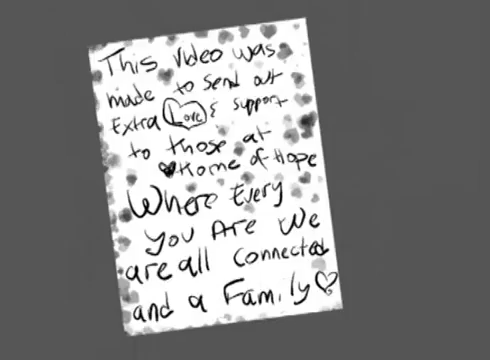 This video was
made to send out
Extra Love & support
to those at
Home of Hope
Where Every
you Are We
are all connected
and a Family